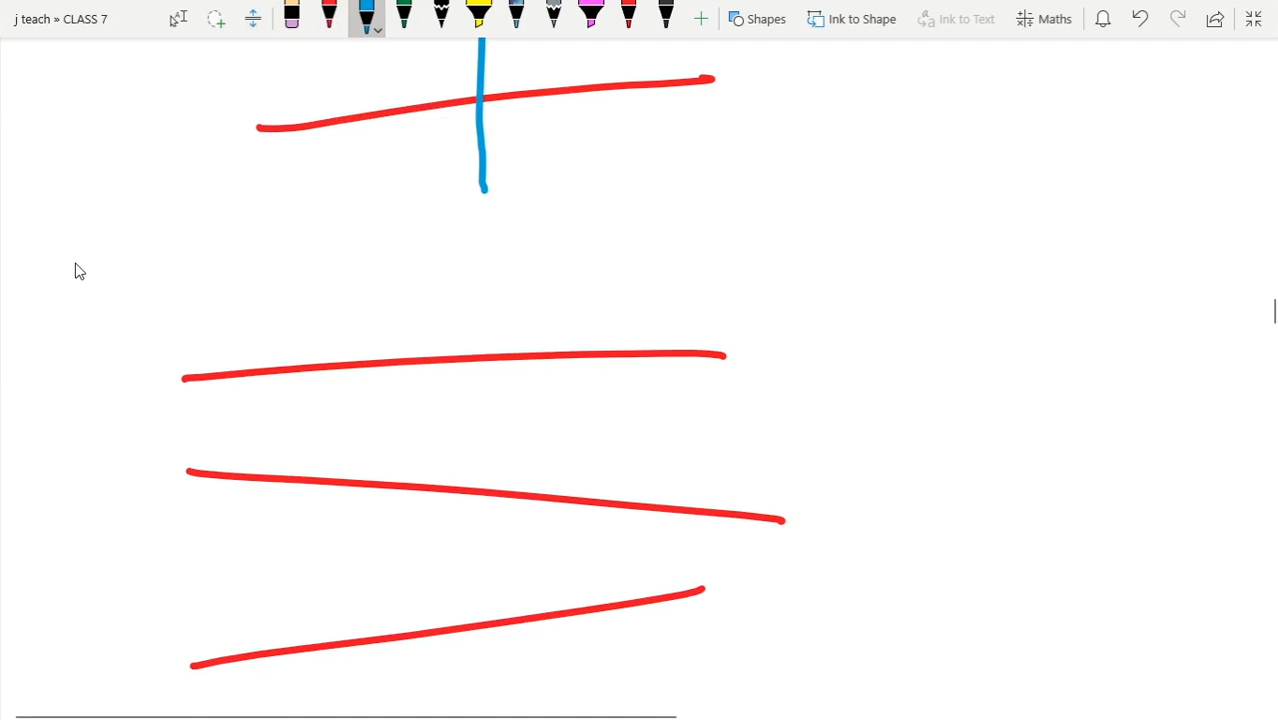 j teach » CLASS 7
Shapes
Ink to Shape
Ink to Text
Maths